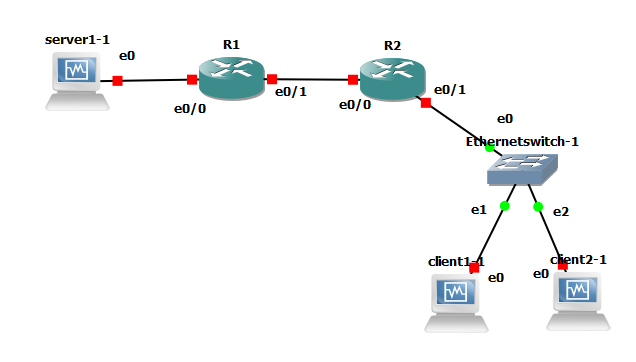 server1-1
e0
R1
R2
e0/0
e0/1
e0/0
e0/1
e0
Ethernetswitch-1
e1
e2
client1-1
e0
client2-1
e0